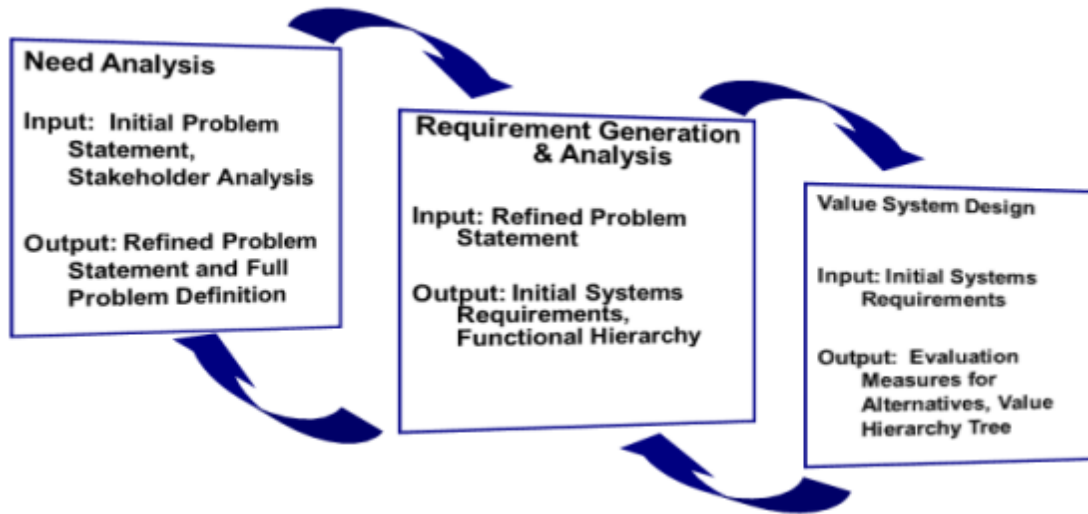 Need Analysis
Input: Initial Problem
Statement,
Stakeholder Analysis
Output: Refined Problem
Statement and Full
Problem Definition
Requirement Generation
& Analysis
Input: Refined Problem
Statement
Output: Initial Systems
Requirements,
Functional Hierarchy
Value System Design
Input: Initial Systems
Requirements
Output: Evaluation
Measures for
Alternatives, Value
Hierarchy Tree